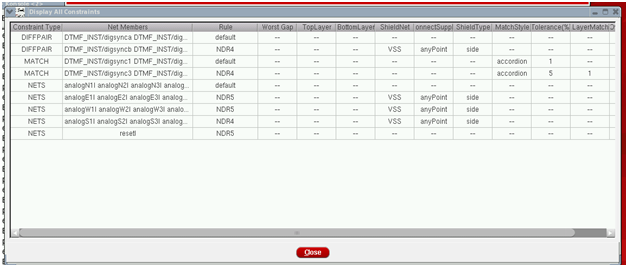 Display All Constraints
Constraint Type Net Members Rule Worst Gap TopLayer BottomLayer ShieldNet onnectSuppl ShieldType MatchStyle Tolerance(% LayerMatch
DIFFPAIR DTMF_INST/digsynca DTMF_INST/dig... default -- -- -- -- -- -- -- -- --
DIFFPAIR DTMF_INST/digsync2 DTMF_INST/dig... NDR4 -- -- -- VSS anyPoint side -- -- --
MATCH DTMF_INST/digsync1 DTMF_INST/dig... default -- -- -- -- -- -- accordion 1 --
MATCH DTMF_INST/digsync3 DTMF_INST/dig... NDR4 -- -- -- -- -- -- accordion 5 1
NETS analogN1I analogN2I analogN3I analog... default -- -- -- -- -- -- -- -- --
NETS analogE1I analogE2I analogE3I analog... NDR5 -- -- -- VSS anyPoint side -- -- --
NETS analogW1I analogW2I analogW3I analo... NDR5 -- -- -- VSS anyPoint side -- -- --
NETS analogS1I analogS2I analogS3I analog... NDR4 -- -- -- VSS anyPoint side -- -- --
NETS resetI NDR5 -- -- -- -- -- -- -- -- --
Close